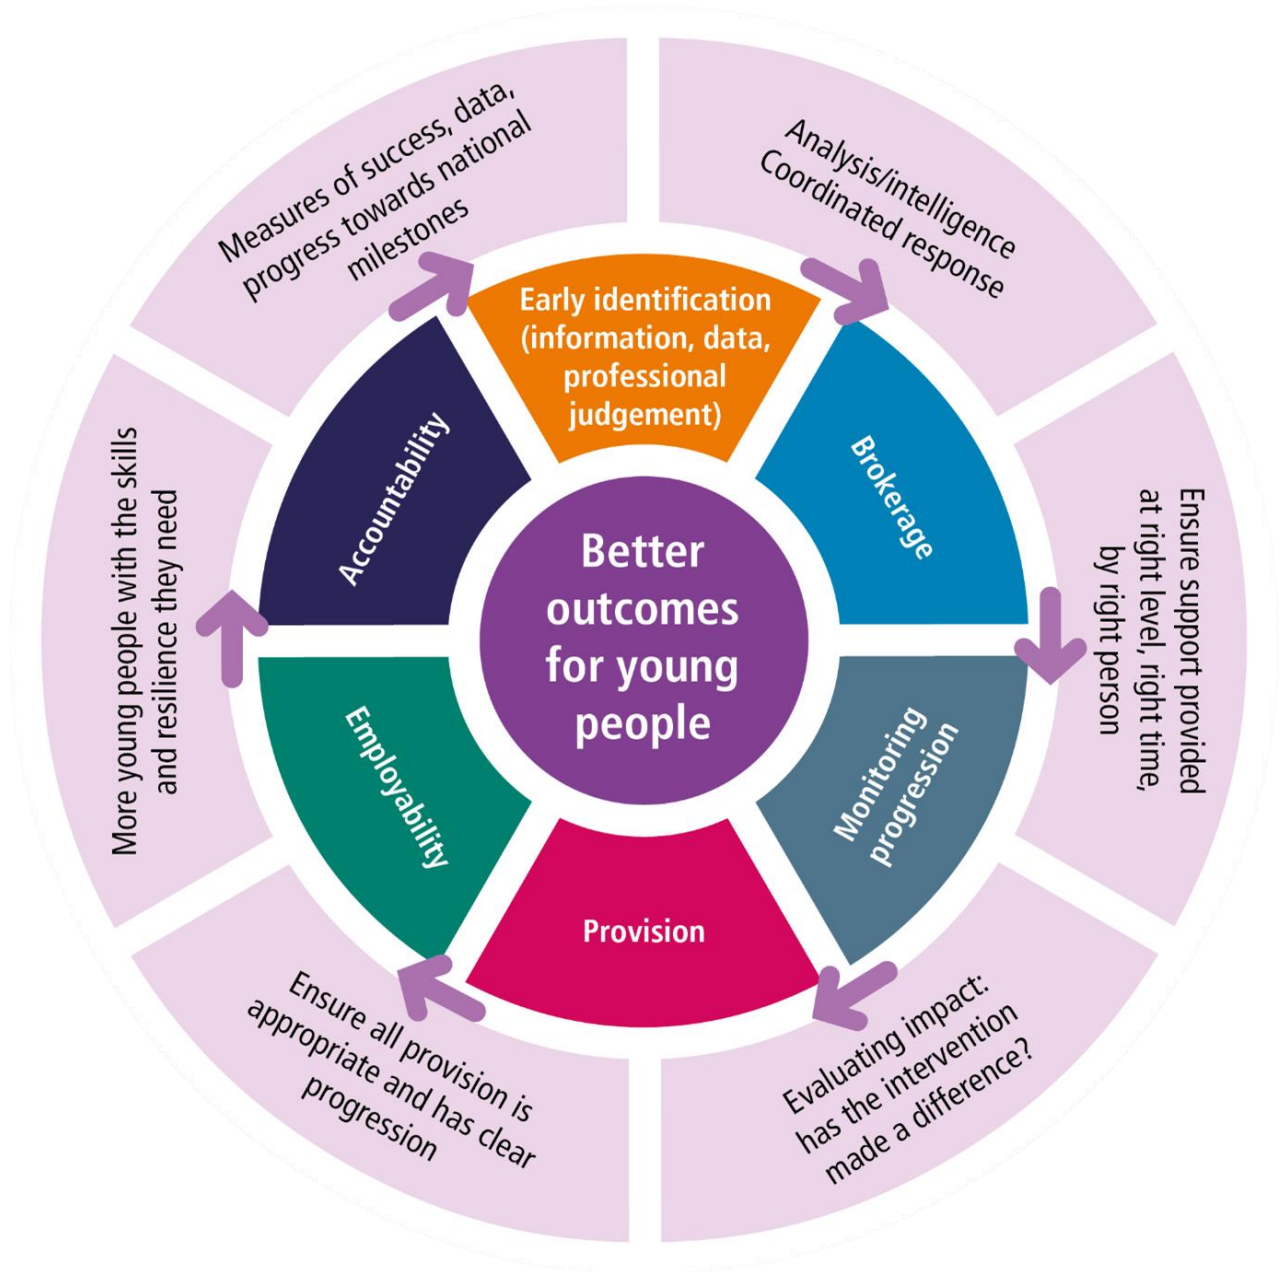 Better
outcomes
for young
people
Early identification
(information, data,
professional
judgement)
Brokerage
Monitoring
progression
Provision
Employability
Accountability
Analysis/intelligence
Coordinated response
Ensure support provided
at right level, right time,
by right person
Evaluating impact:
has the intervention
made a difference?
Ensure all provision is
appropriate and has clear
progression
More young people with the skills
and resilience they need
Measures of success, data,
progress towards national
milestones